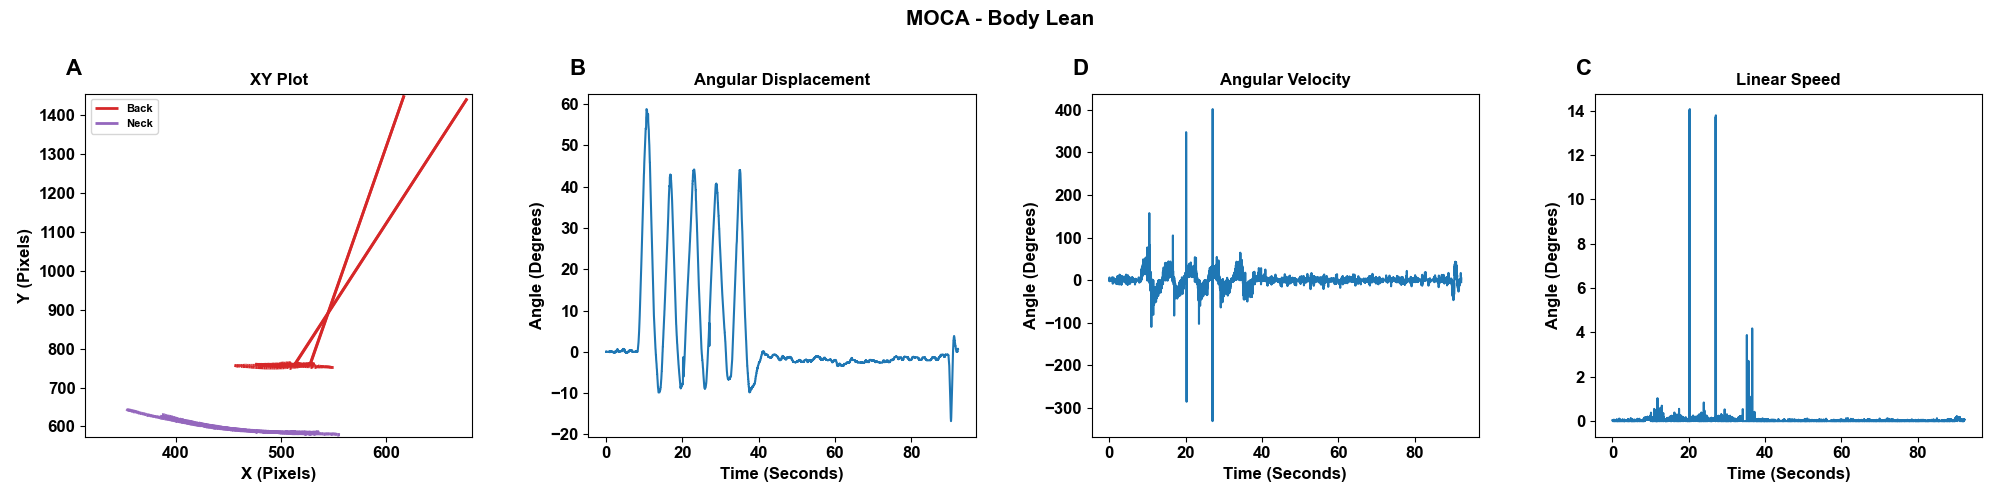 MOCA - Body Lean
A
XY Plot
Back
Neck
1400
1300
1200
1100
1000
900
800
700
600
Y (Pixels)
400
500
600
X (Pixels)
B
Angular Displacement
60
50
40
30
20
10
0
−10
−20
Angle (Degrees)
0
20
40
60
80
Time (Seconds)
D
Angular Velocity
400
300
200
100
0
−100
−200
−300
Angle (Degrees)
0
20
40
60
80
Time (Seconds)
C
Linear Speed
14
12
10
8
6
4
2
0
Angle (Degrees)
0
20
40
60
80
Time (Seconds)